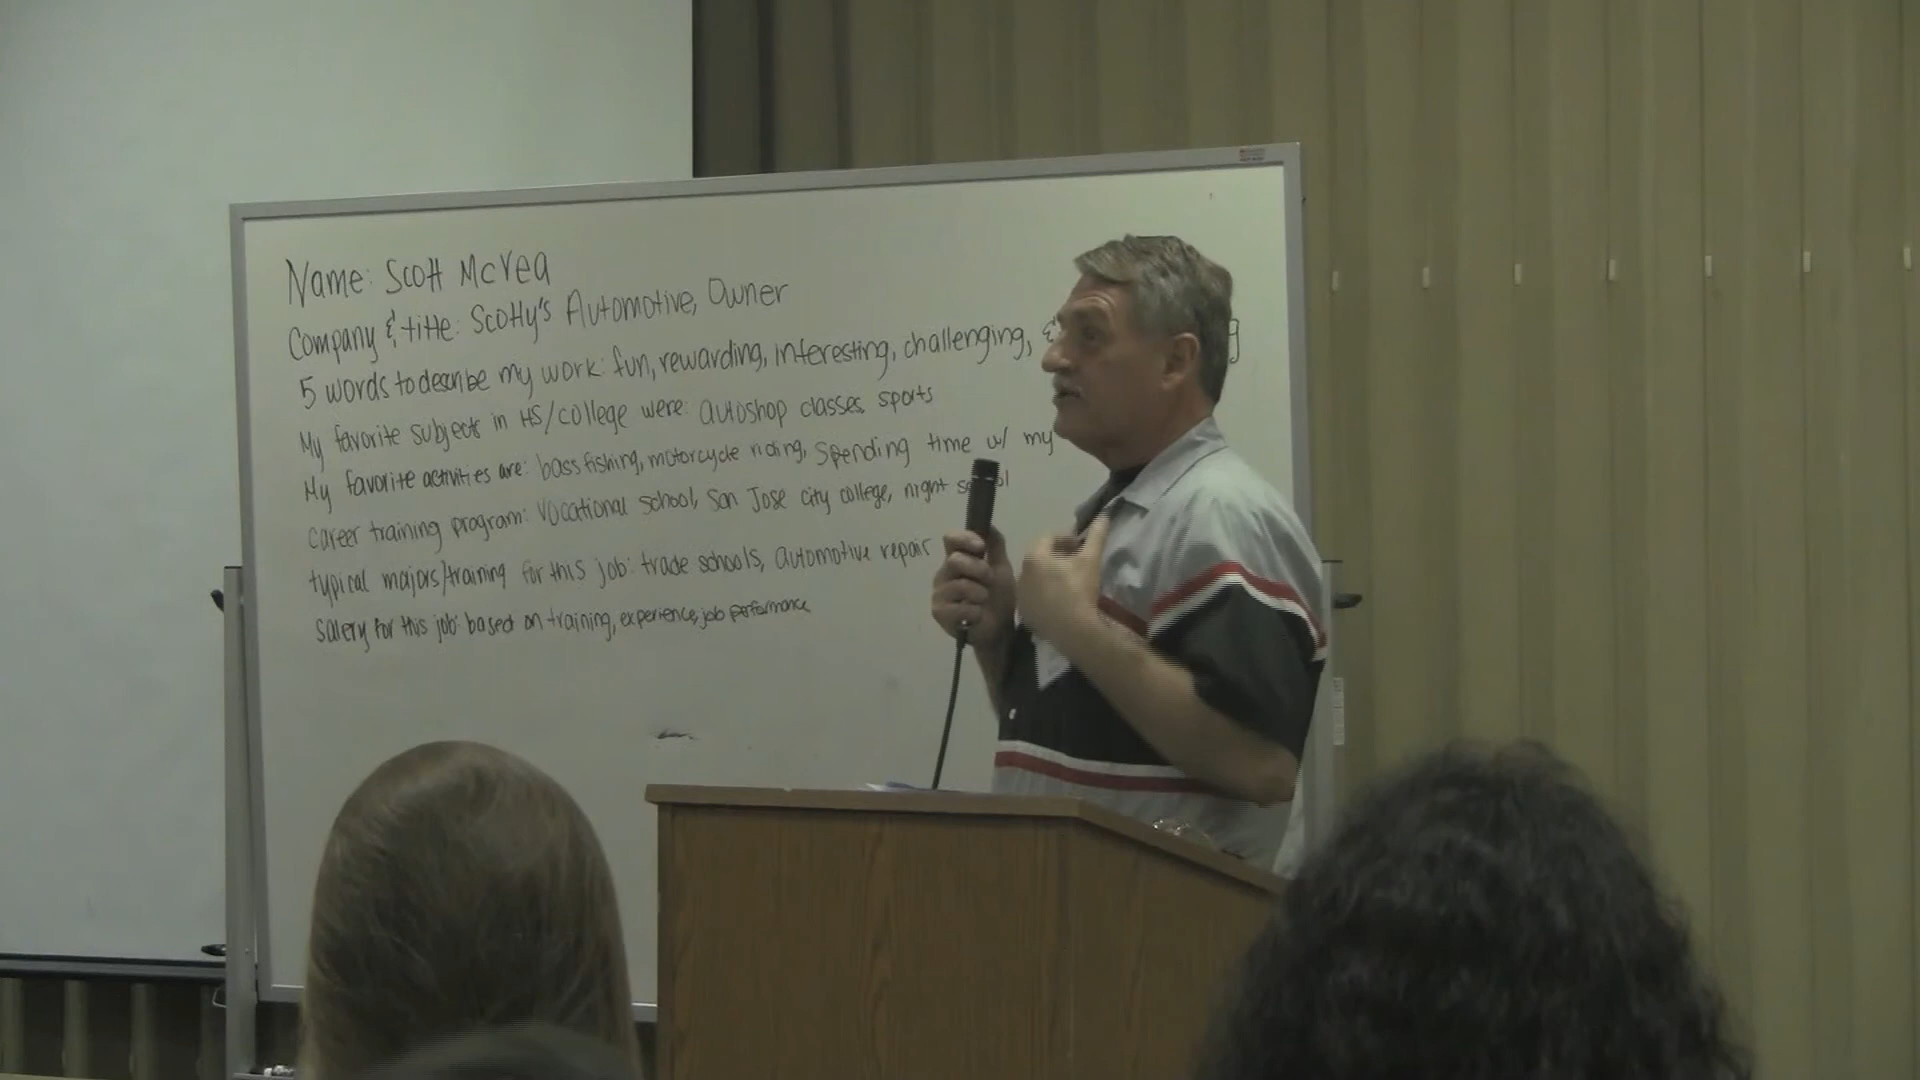 Name: Scott McVea
Company & title: Scotty's Automotive, Owner
5 words to describe my work: fun, rewarding, interesting, challenging, &
My favorite subjects in HS/college were: autoshop classes, sports
My favorite activities are: bass fishing, motorcycle riding, spending time w/ my
career training program: vocational school, San Jose city college, night school
typical majors/training for this job: trade schools, automotive repair
salery for this job: based on training, experience, job performance